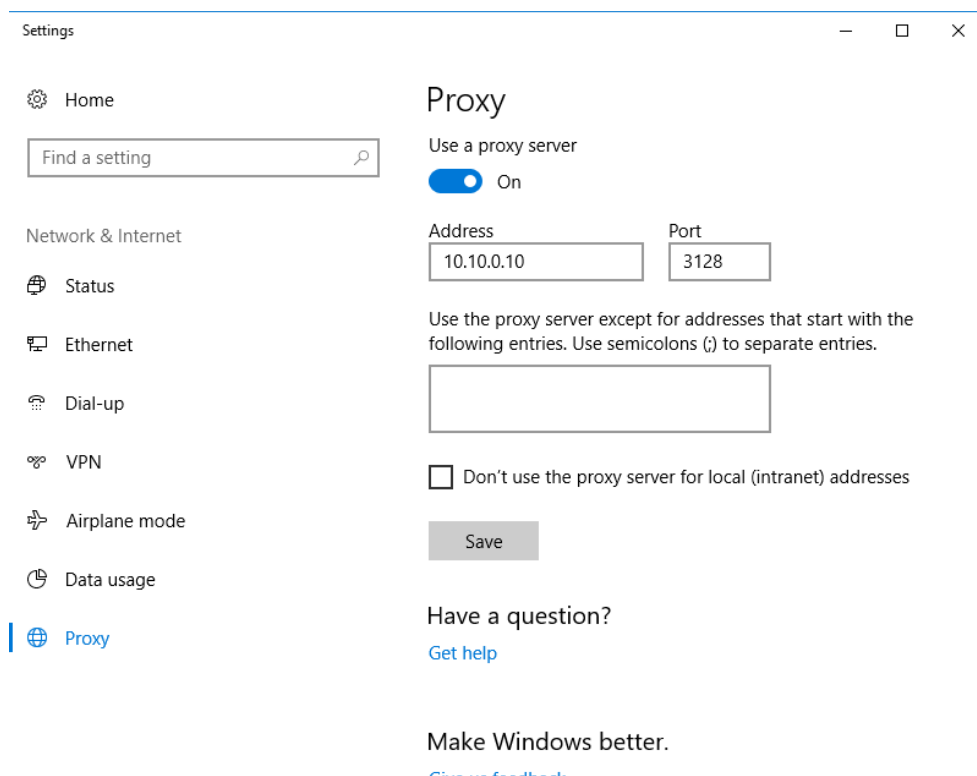 Settings
Home
Find a setting
Network & Internet
Status
Ethernet
Dial-up
VPN
Airplane mode
Data usage
Proxy
Proxy
Use a proxy server
On
Address
Port
10.10.0.10
3128
Use the proxy server except for addresses that start with the
following entries. Use semicolons (;) to separate entries.
Don't use the proxy server for local (intranet) addresses
Save
Have a question?
Get help
Make Windows better.
Give us feedback